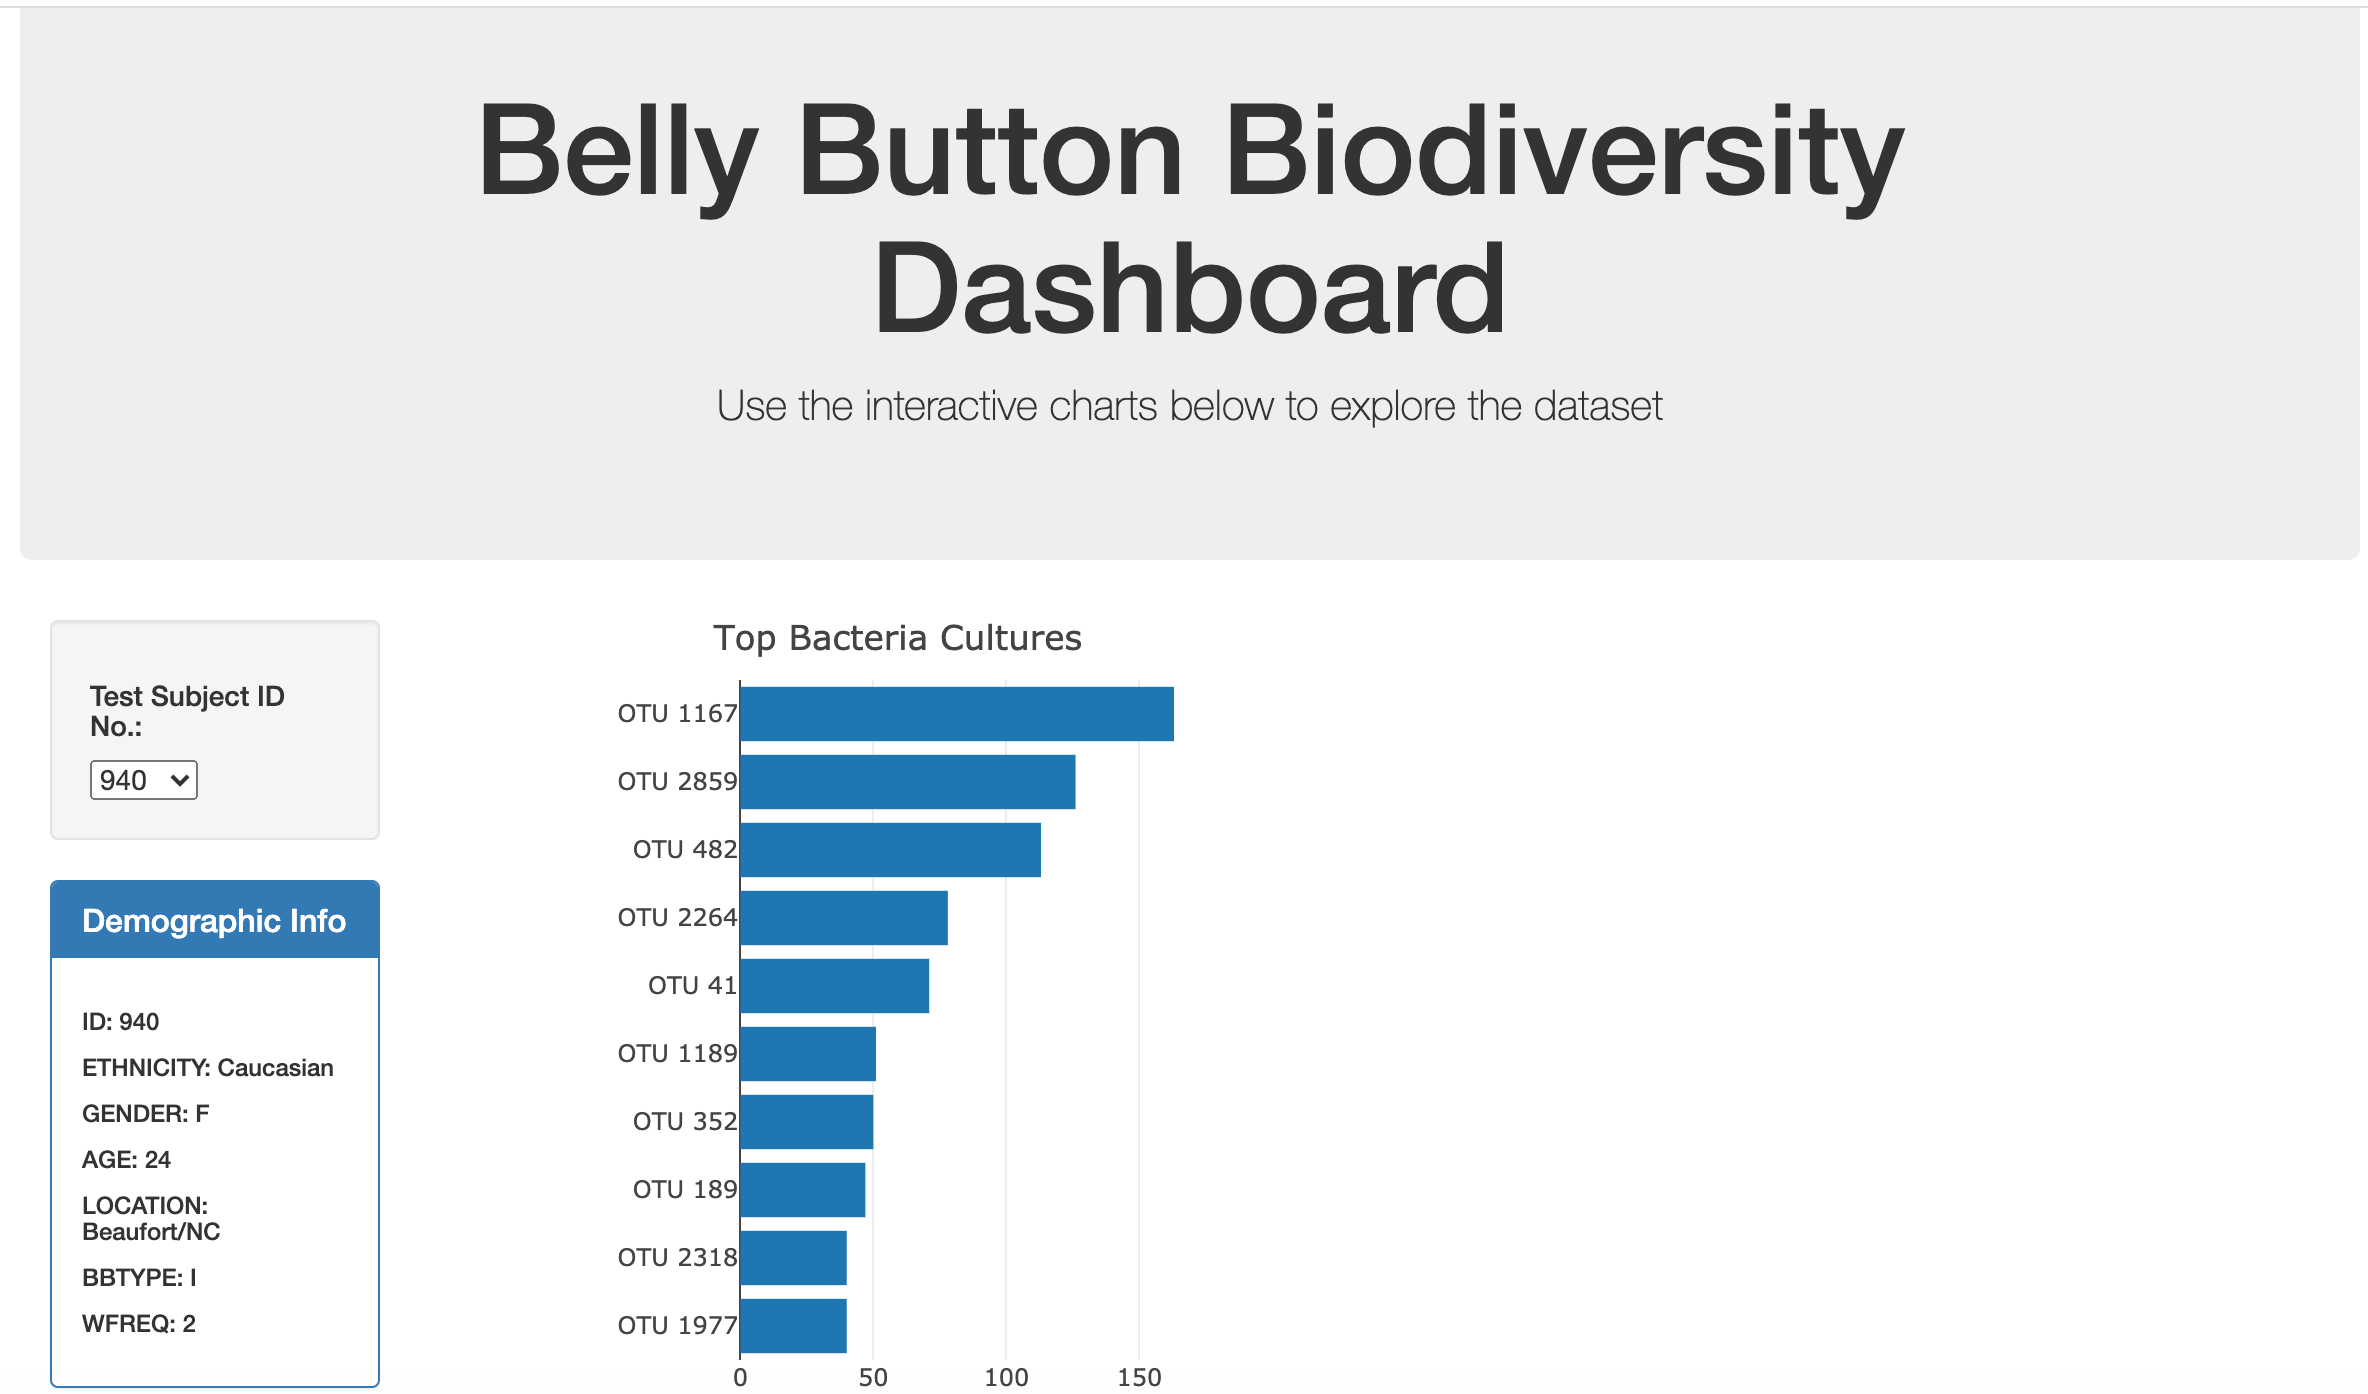 Belly Button Biodiversity
Dashboard
Use the interactive charts below to explore the dataset
Test Subject ID
No.:
940
Demographic Info
ID: 940
ETHNICITY: Caucasian
GENDER: F
AGE: 24
LOCATION:
Beaufort/NC
BBTYPE: I
WFREQ: 2
Top Bacteria Cultures
OTU 1167
OTU 2859
OTU 482
OTU 2264
OTU 41
OTU 1189
OTU 352
OTU 189
OTU 2318
OTU 1977
0 50 100 150